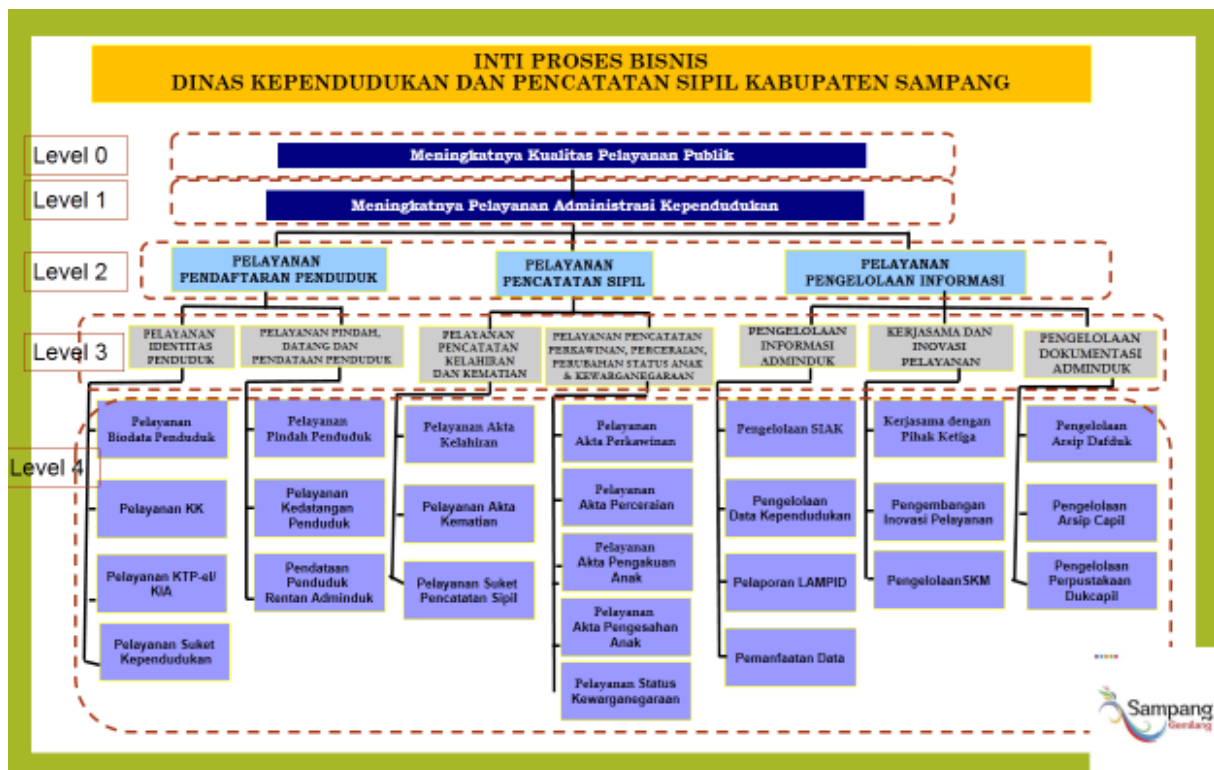 INTI PROSES BISNIS
DINAS KEPENDUDUKAN DAN PENCATATAN SIPIL KABUPATEN SAMPANG
Level 0
Meningkatnya Kualitas Pelayanan Publik
Level 1
Meningkatnya Pelayanan Administrasi Kependudukan
Level 2
PELAYANAN
PENDAFTARAN PENDUDUK
PELAYANAN
PENCATATAN SIPIL
PELAYANAN
PENGELOLAAN INFORMASI
Level 3
PELAYANAN
IDENTITAS
PENDUDUK
PELAYANAN PINDAH,
DATANG DAN
PENDATAAN PENDUDUK
PELAYANAN
PENCATATAN
KELAHIRAN
DAN KEMATIAN
PELAYANAN PENCATATAN
PERKAWINAN, PERCERAIAN,
PERUBAHAN STATUS ANAK
& KEWARGANEGARAAN
PENGELOLAAN
INFORMASI
ADMINDUK
KERJASAMA DAN
INOVASI
PELAYANAN
PENGELOLAAN
DOKUMENTASI
ADMINDUK
Level 4
Pelayanan
Biodata Penduduk
Pelayanan KK
Pelayanan KTP-el/
KIA
Pelayanan Suket
Kependudukan
Pelayanan
Pindah Penduduk
Pelayanan
Kedatangan
Penduduk
Pendataan
Penduduk
Rentan Adminduk
Pelayanan Akta
Kelahiran
Pelayanan Akta
Kematian
Pelayanan Suket
Pencatatan Sipil
Pelayanan
Akta Perkawinan
Pelayanan
Akta Perceraian
Pelayanan
Akta Pengakuan
Anak
Pelayanan
Akta Pengesahan
Anak
Pelayanan Status
Kewarganegaraan
Pengelolaan SIAK
Pengelolaan
Data Kependudukan
Pelaporan LAMPID
Pemanfaatan Data
Kerjasama dengan
Pihak Ketiga
Pengembangan
Inovasi Pelayanan
PengelolaanSKM
Pengelolaan
Arsip Dafduk
Pengelolaan
Arsip Capil
Pengelolaan
Perpustakaan
Dukcapil
Sampang
Gemilang